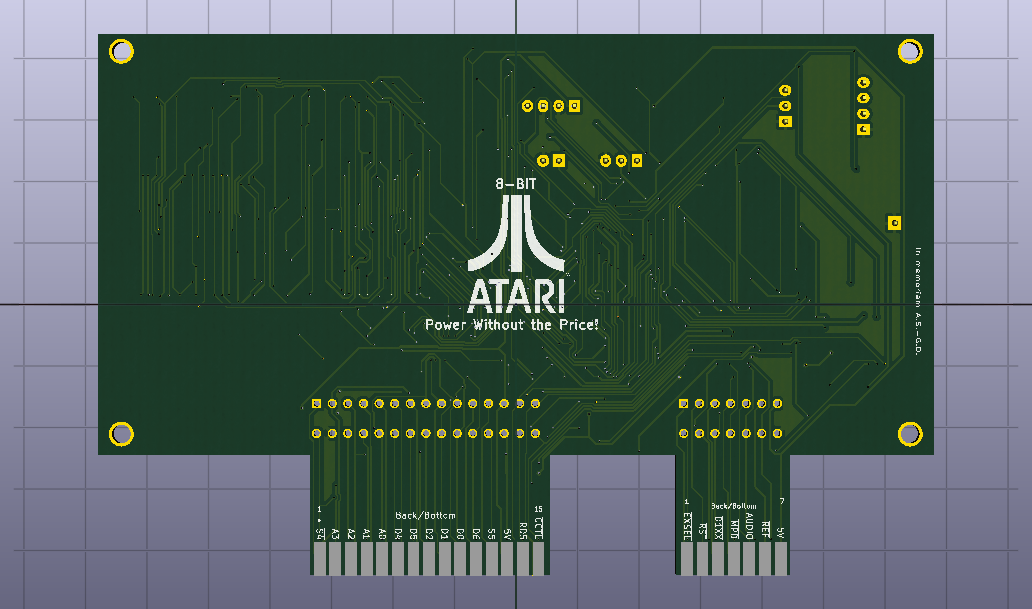 8-BIT
ATARI
Power Without the Price!
In memoriam A.S.-G.D.
1
15
Back/Bottom
S4
A3
A2
A1
A0
D4
D5
D2
D1
D0
D6
S5
5V
RD5
CCTL
1
7
Back/Bottom
EXSEL
RST
D1XX
MPD
AUDIO
REF
5V